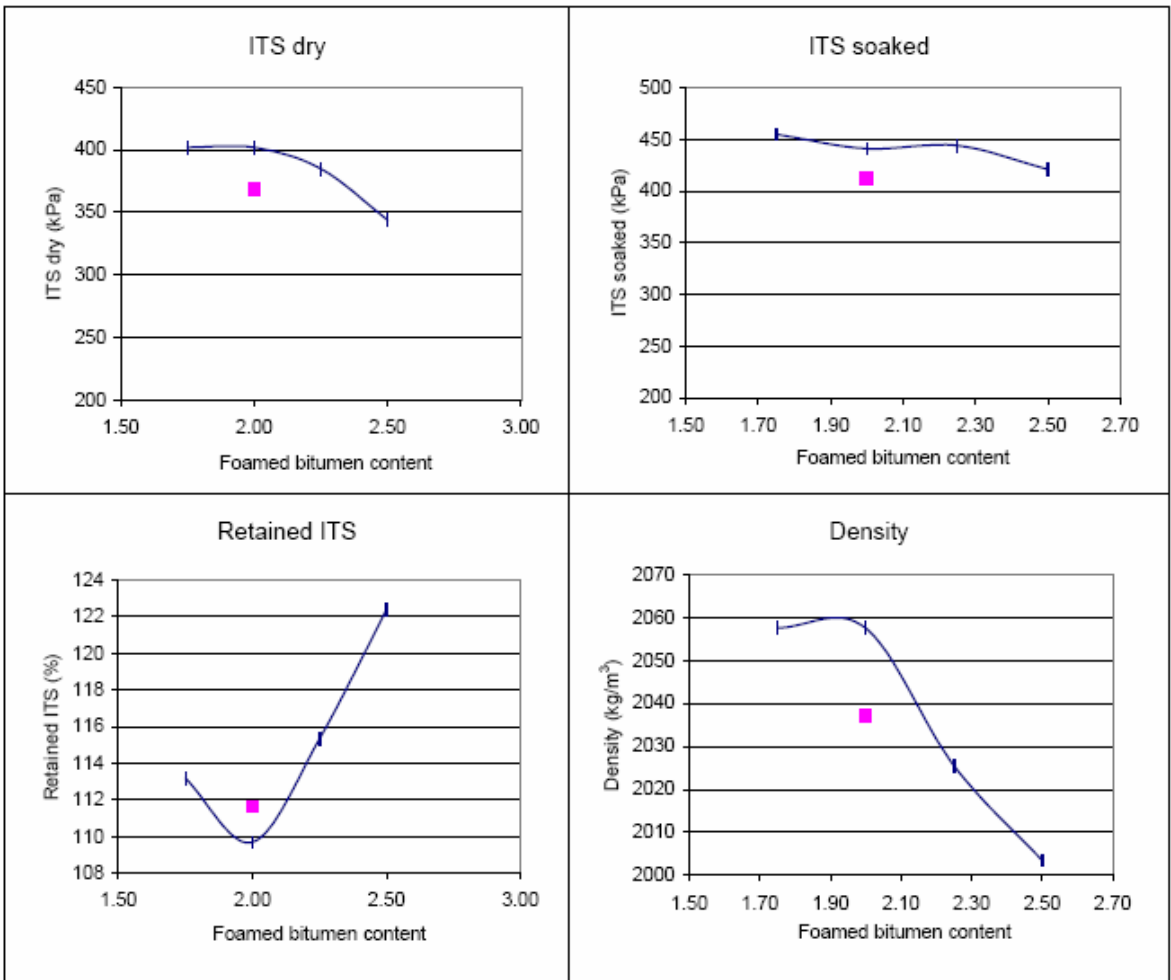 ITS dry
450
400
350
300
250
200
ITS dry (kPa)
1.50 2.00 2.50 3.00
Foamed bitumen content
ITS soaked
500
450
400
350
300
250
200
ITS soaked (kPa)
1.50 1.70 1.90 2.10 2.30 2.50 2.70
Foamed bitumen content
Retained ITS
124
122
120
118
116
114
112
110
108
Retained ITS (%)
1.50 2.00 2.50 3.00
Foamed bitumen content
Density
2070
2060
2050
2040
2030
2020
2010
2000
Density (kg/m³)
1.50 1.70 1.90 2.10 2.30 2.50 2.70
Foamed bitumen content